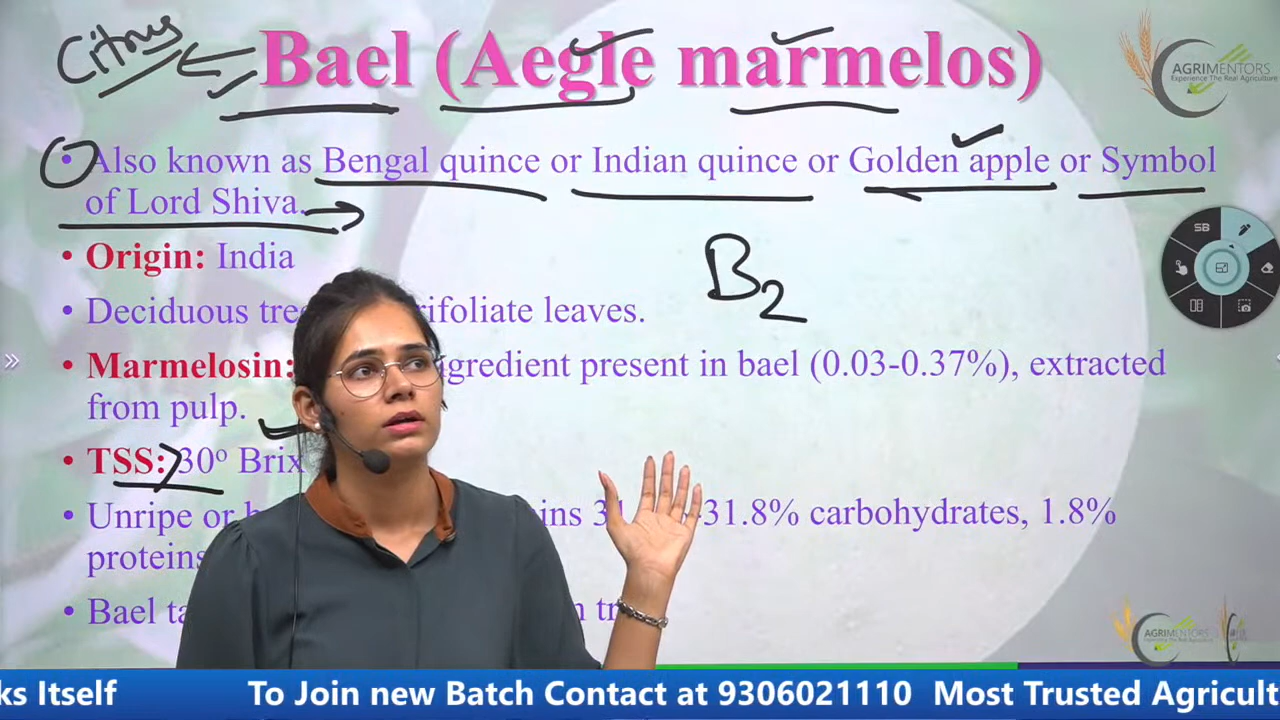 Citrus
Bael (Aegle marmelos)
AGRIMENTORS
Experience The Real Agriculture
• Also known as Bengal quince or Indian quince or Golden apple or Symbol
of Lord Shiva.
B2
• Origin: India
• Deciduous rifoliate leaves.
SB
• Marmelosin: present in bael (0.03-0.37%), extracted
from pulp.
• TSS: 30° Brix
• Unripe or -31.8% carbohydrates, 1.8%
proteins
• Bael
AGRIMENTORS
ks Itself To Join new Batch Contact at 9306021110 Most Trusted Agricult